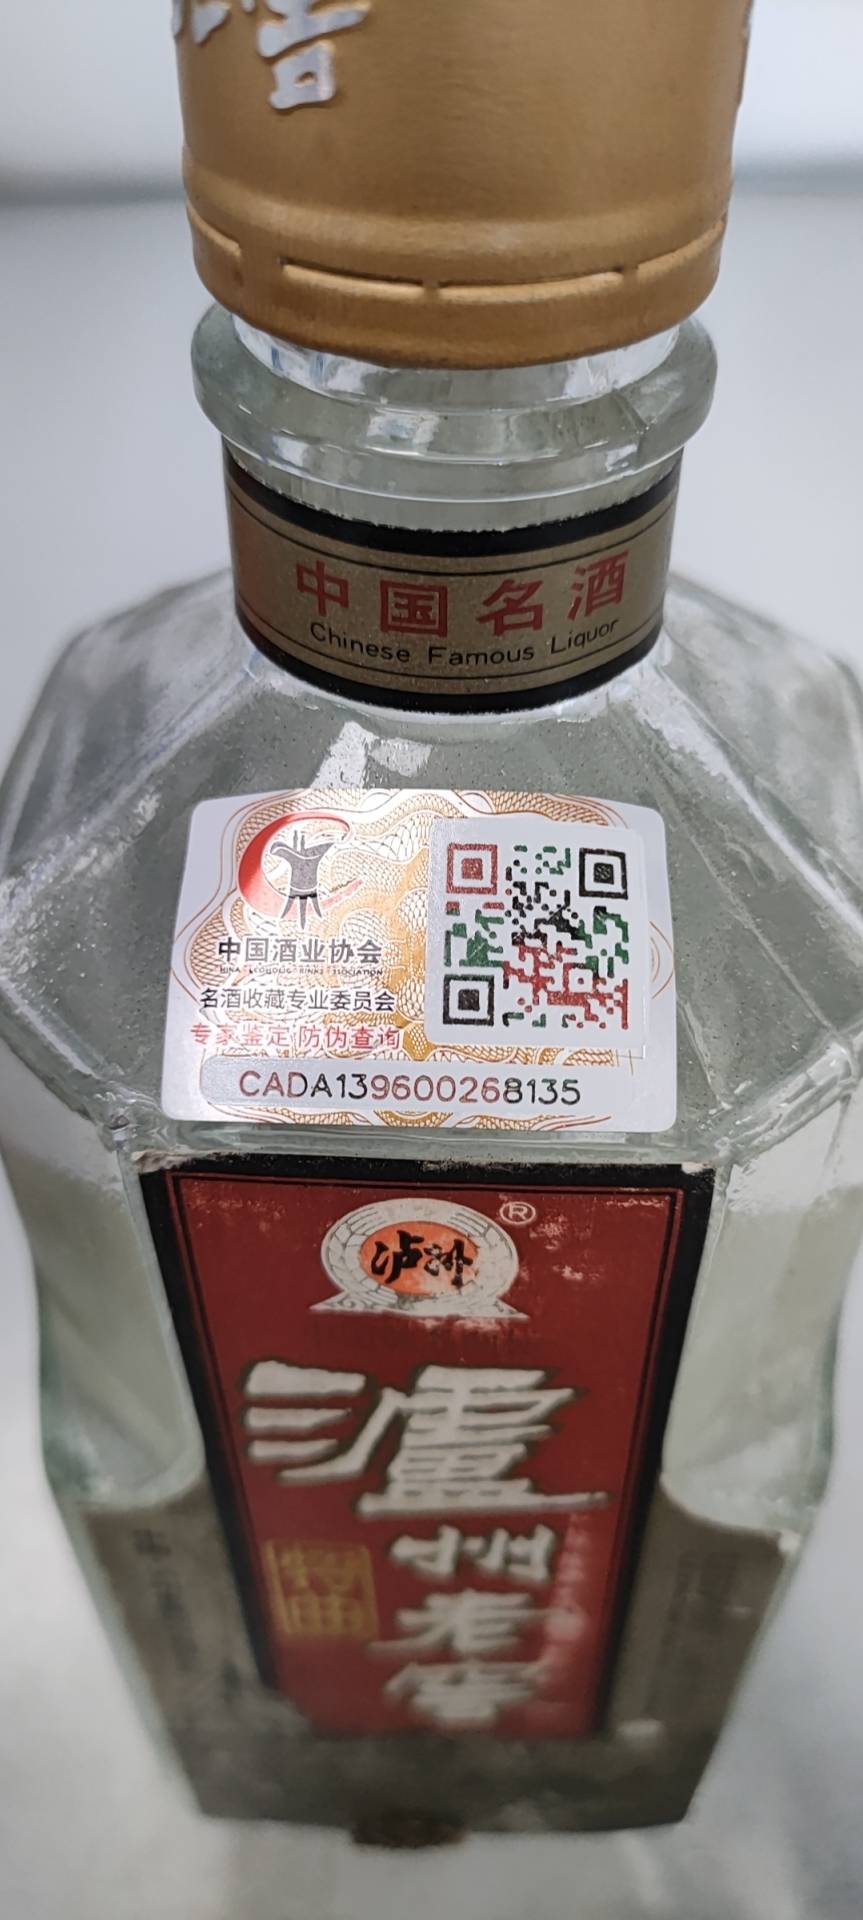 窖
中国名酒
Chinese Famous Liquor
中国酒业协会
名酒收藏专业委员会
专家鉴定 防伪查询
CADA139600268135
®
泸州
瀘州老窖
特曲